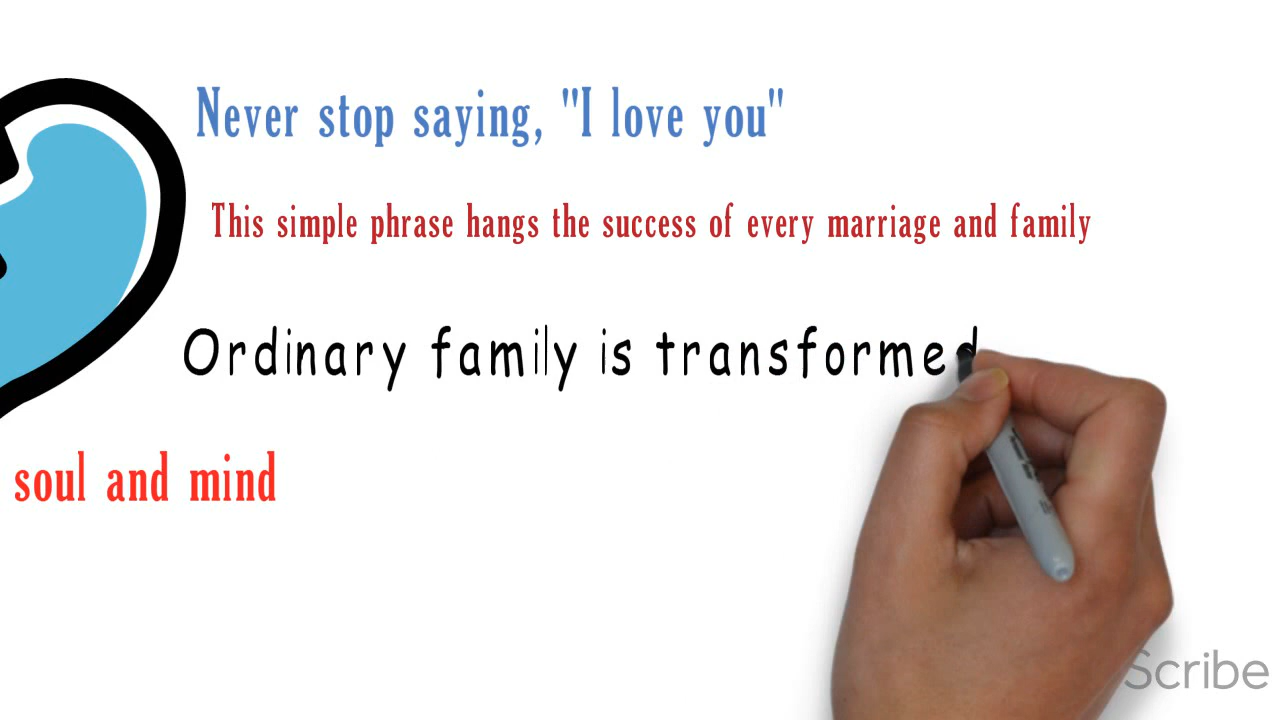 Never stop saying, "I love you"
This simple phrase hangs the success of every marriage and family
Ordinary family is transformed
soul and mind
Scribe